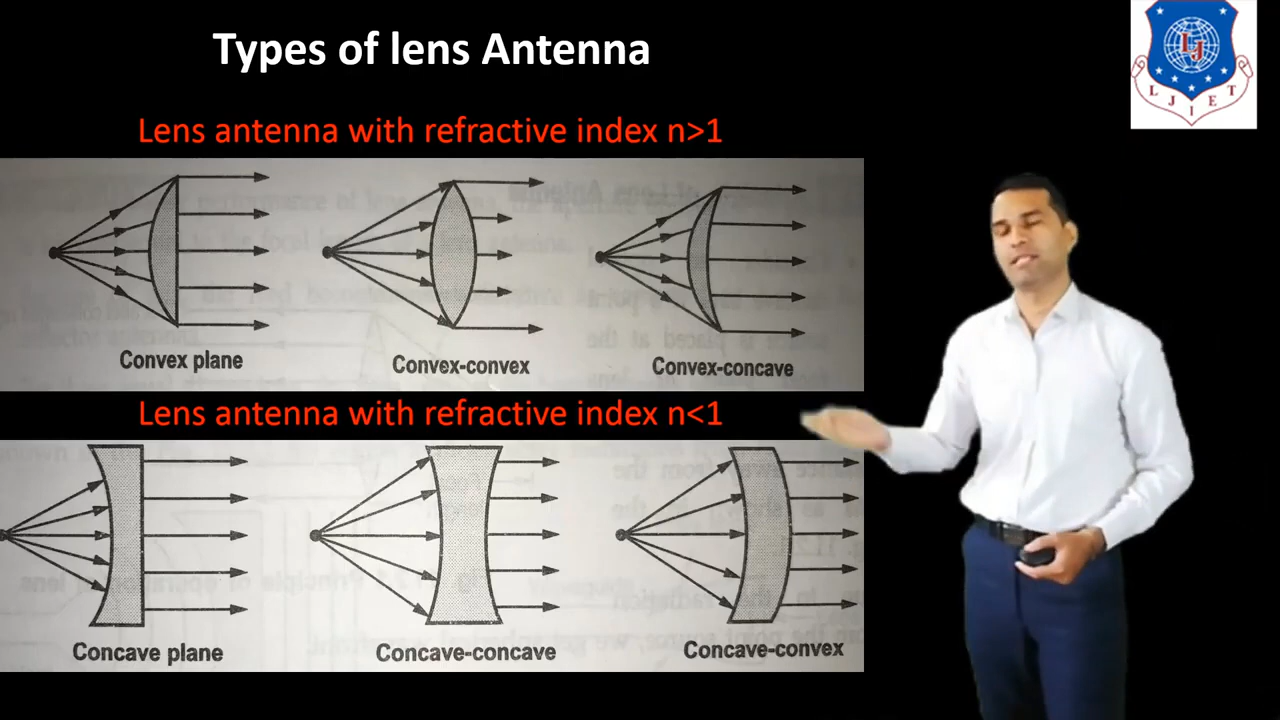 Types of lens Antenna
LJIET
Lens antenna with refractive index n>1
Convex plane
Convex-convex
Convex-concave
Lens antenna with refractive index n<1
Concave plane
Concave-concave
Concave-convex